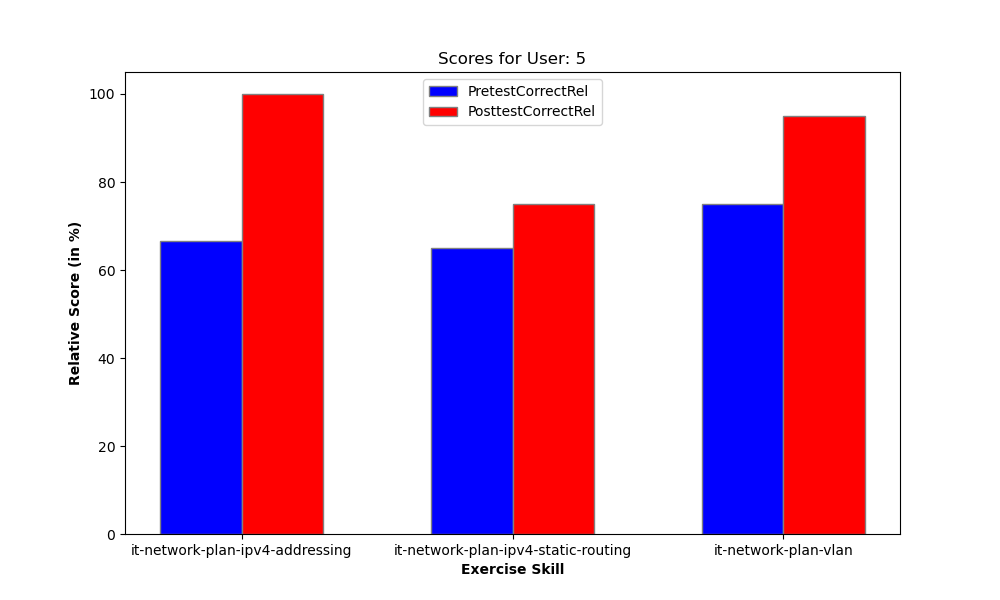 Scores for User: 5
PretestCorrectRel
PosttestCorrectRel
100
80
60
40
20
0
Relative Score (in %)
it-network-plan-ipv4-addressing
it-network-plan-ipv4-static-routing
it-network-plan-vlan
Exercise Skill